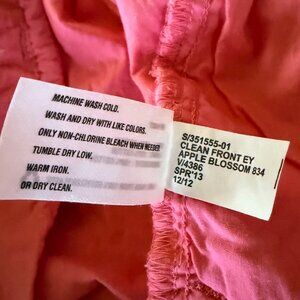 MACHINE WASH COLD.
WASH AND DRY WITH LIKE COLORS.
ONLY NON-CHLORINE BLEACH WHEN NEEDED.
TUMBLE DRY LOW.
WARM IRON.
OR DRY CLEAN.
S/351555-01
CLEAN FRONT EY
APPLE BLOSSOM 834
V/4386
SPR'13
12/12